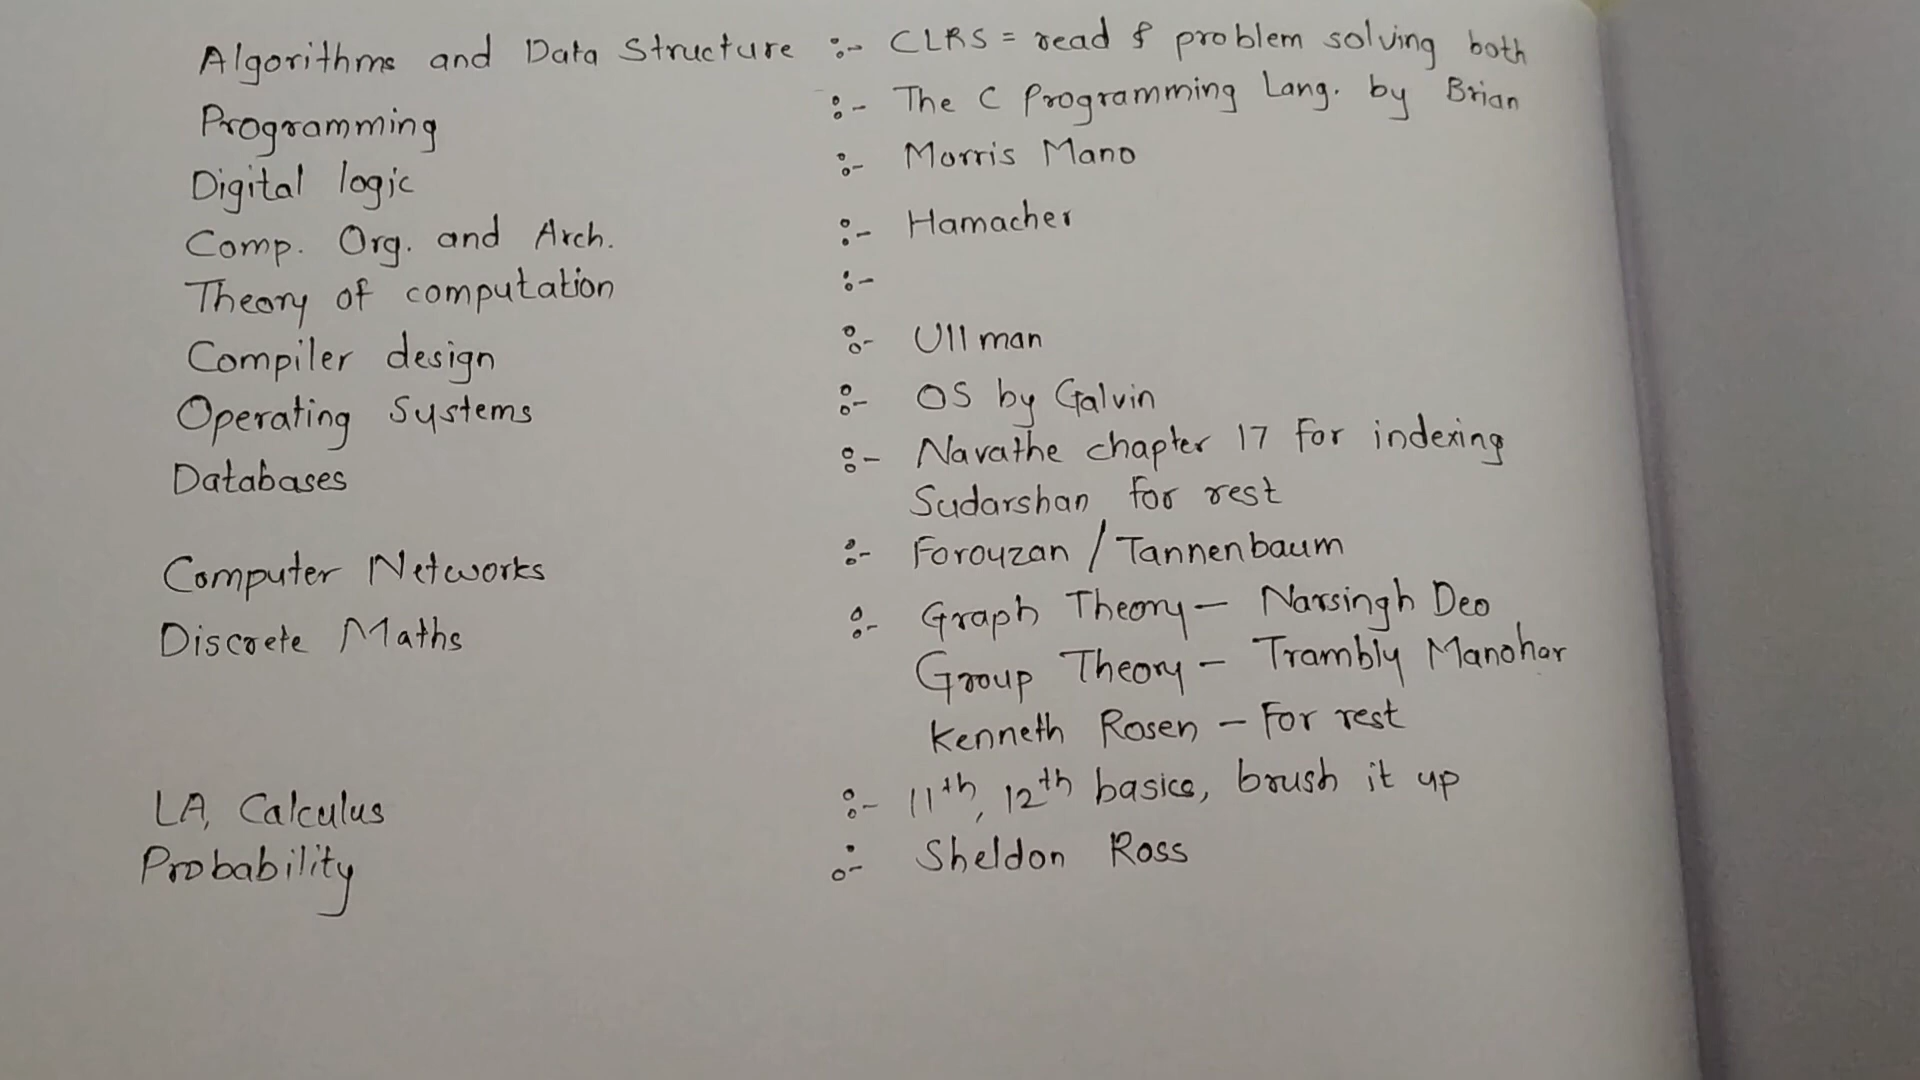 Algorithms and Data Structure :- CLRS = read & problem solving both
Programming :- The C Programming Lang. by Brian
Digital logic :- Morris Mano
Comp. Org. and Arch. :- Hamacher
Theory of computation :-
Compiler design :- Ullman
Operating Systems :- OS by Galvin
Databases :- Navathe chapter 17 for indexing
Sudarshan for rest
Computer Networks :- Forouzan / Tannenbaum
Discrete Maths :- Graph Theory - Narsingh Deo
Group Theory - Trambly Manohar
Kenneth Rosen - For rest
LA, Calculus :- 11th, 12th basics, brush it up
Probability :- Sheldon Ross